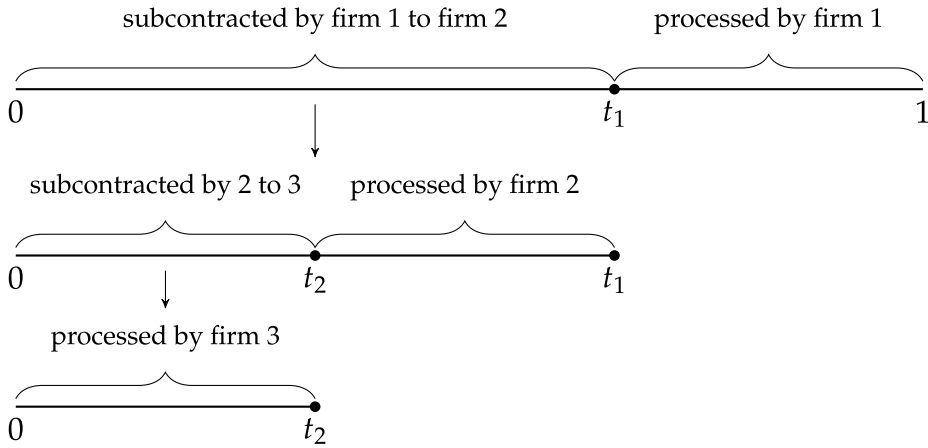 subcontracted by firm 1 to firm 2 processed by firm 1
0 t₁ 1
subcontracted by 2 to 3 processed by firm 2
0 t₂ t₁
processed by firm 3
0 t₂